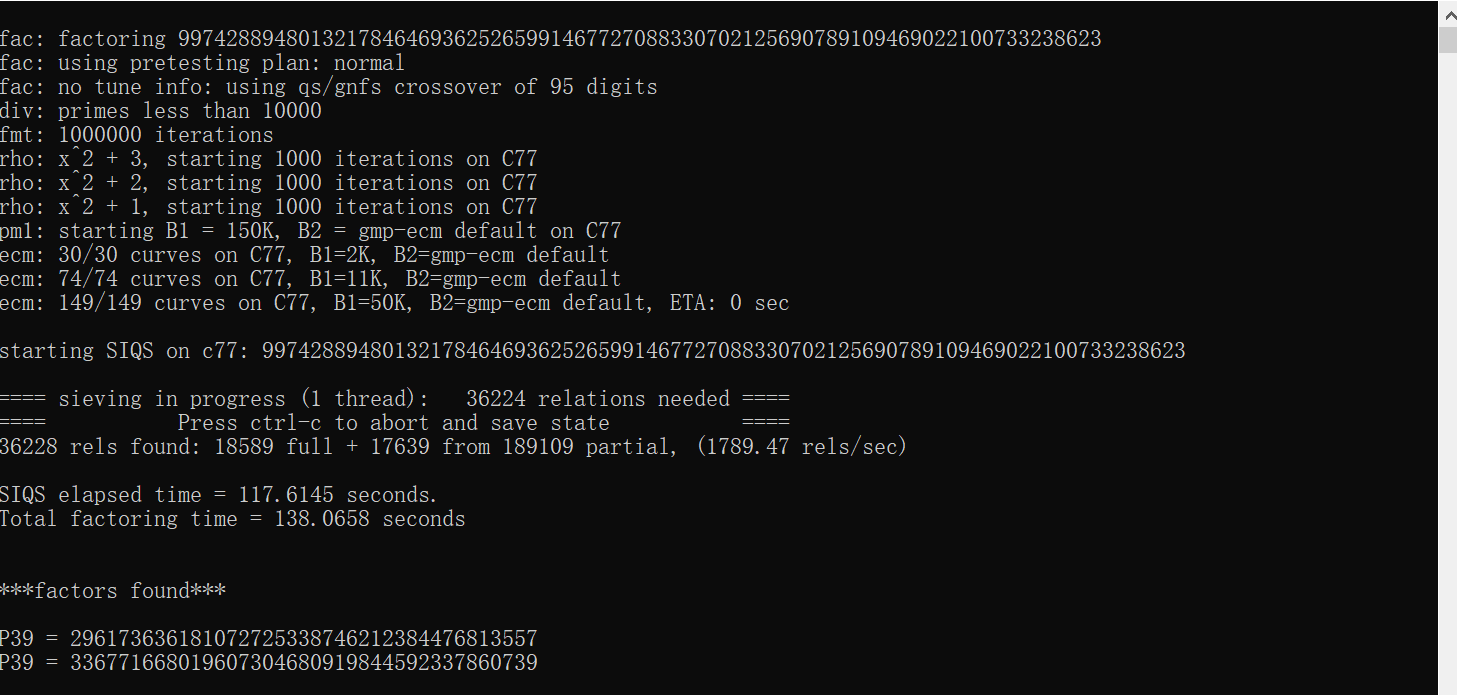 fac: factoring 99742889480132178464693625265991467727088330702125690789109469022100733238623
fac: using pretesting plan: normal
fac: no tune info: using qs/gnfs crossover of 95 digits
div: primes less than 10000
fmt: 1000000 iterations
rho: x^2 + 3, starting 1000 iterations on C77
rho: x^2 + 2, starting 1000 iterations on C77
rho: x^2 + 1, starting 1000 iterations on C77
pm1: starting B1 = 150K, B2 = gmp-ecm default on C77
ecm: 30/30 curves on C77, B1=2K, B2=gmp-ecm default
ecm: 74/74 curves on C77, B1=11K, B2=gmp-ecm default
ecm: 149/149 curves on C77, B1=50K, B2=gmp-ecm default, ETA: 0 sec
starting SIQS on c77: 99742889480132178464693625265991467727088330702125690789109469022100733238623
==== sieving in progress (1 thread):   36224 relations needed ====
====           Press ctrl-c to abort and save state           ====
36228 rels found: 18589 full + 17639 from 189109 partial, (1789.47 rels/sec)
SIQS elapsed time = 117.6145 seconds.
Total factoring time = 138.0658 seconds
***factors found***
P39 = 296173636181072725338746212384476813557
P39 = 336771668019607304680919844592337860739